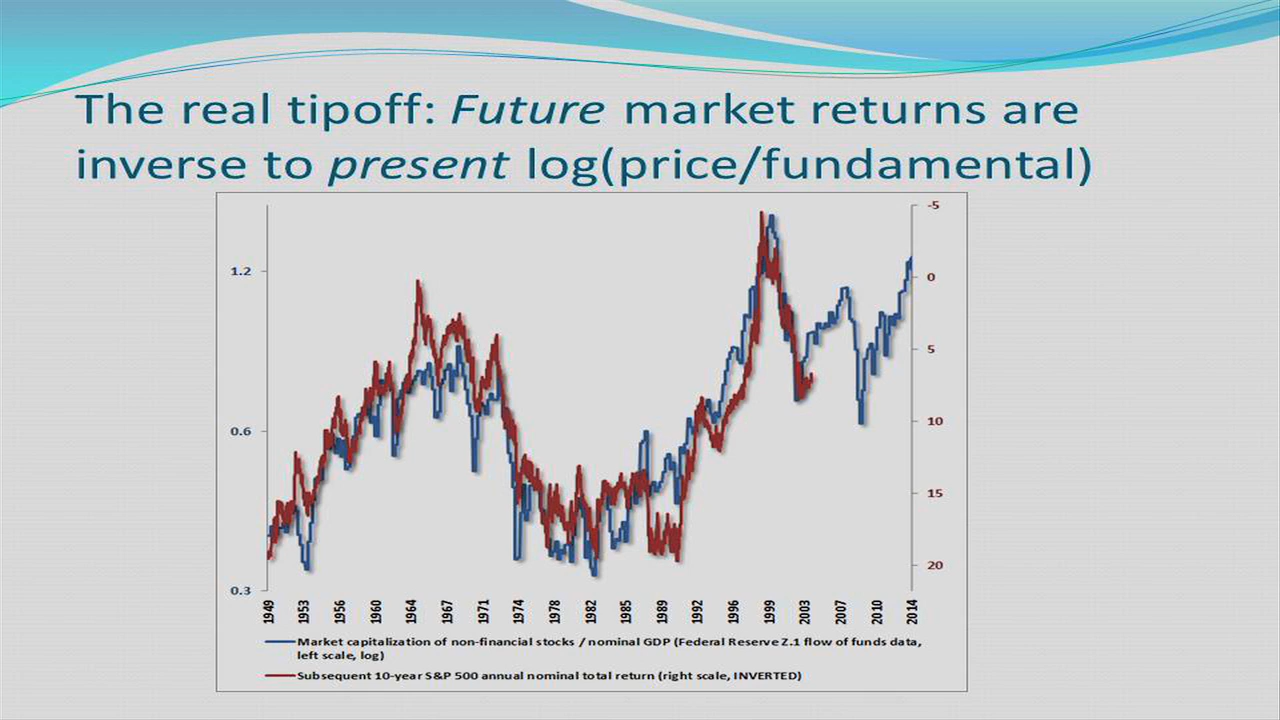 The real tipoff: Future market returns are
inverse to present log(price/fundamental)
-5
1.2
0
5
0.6
10
15
20
0.3
1949 1953 1956 1960 1964 1967 1971 1974 1978 1982 1985 1989 1992 1996 1999 2003 2007 2010 2014
Market capitalization of non-financial stocks / nominal GDP (Federal Reserve Z.1 flow of funds data,
left scale, log)
Subsequent 10-year S&P 500 annual nominal total return (right scale, INVERTED)